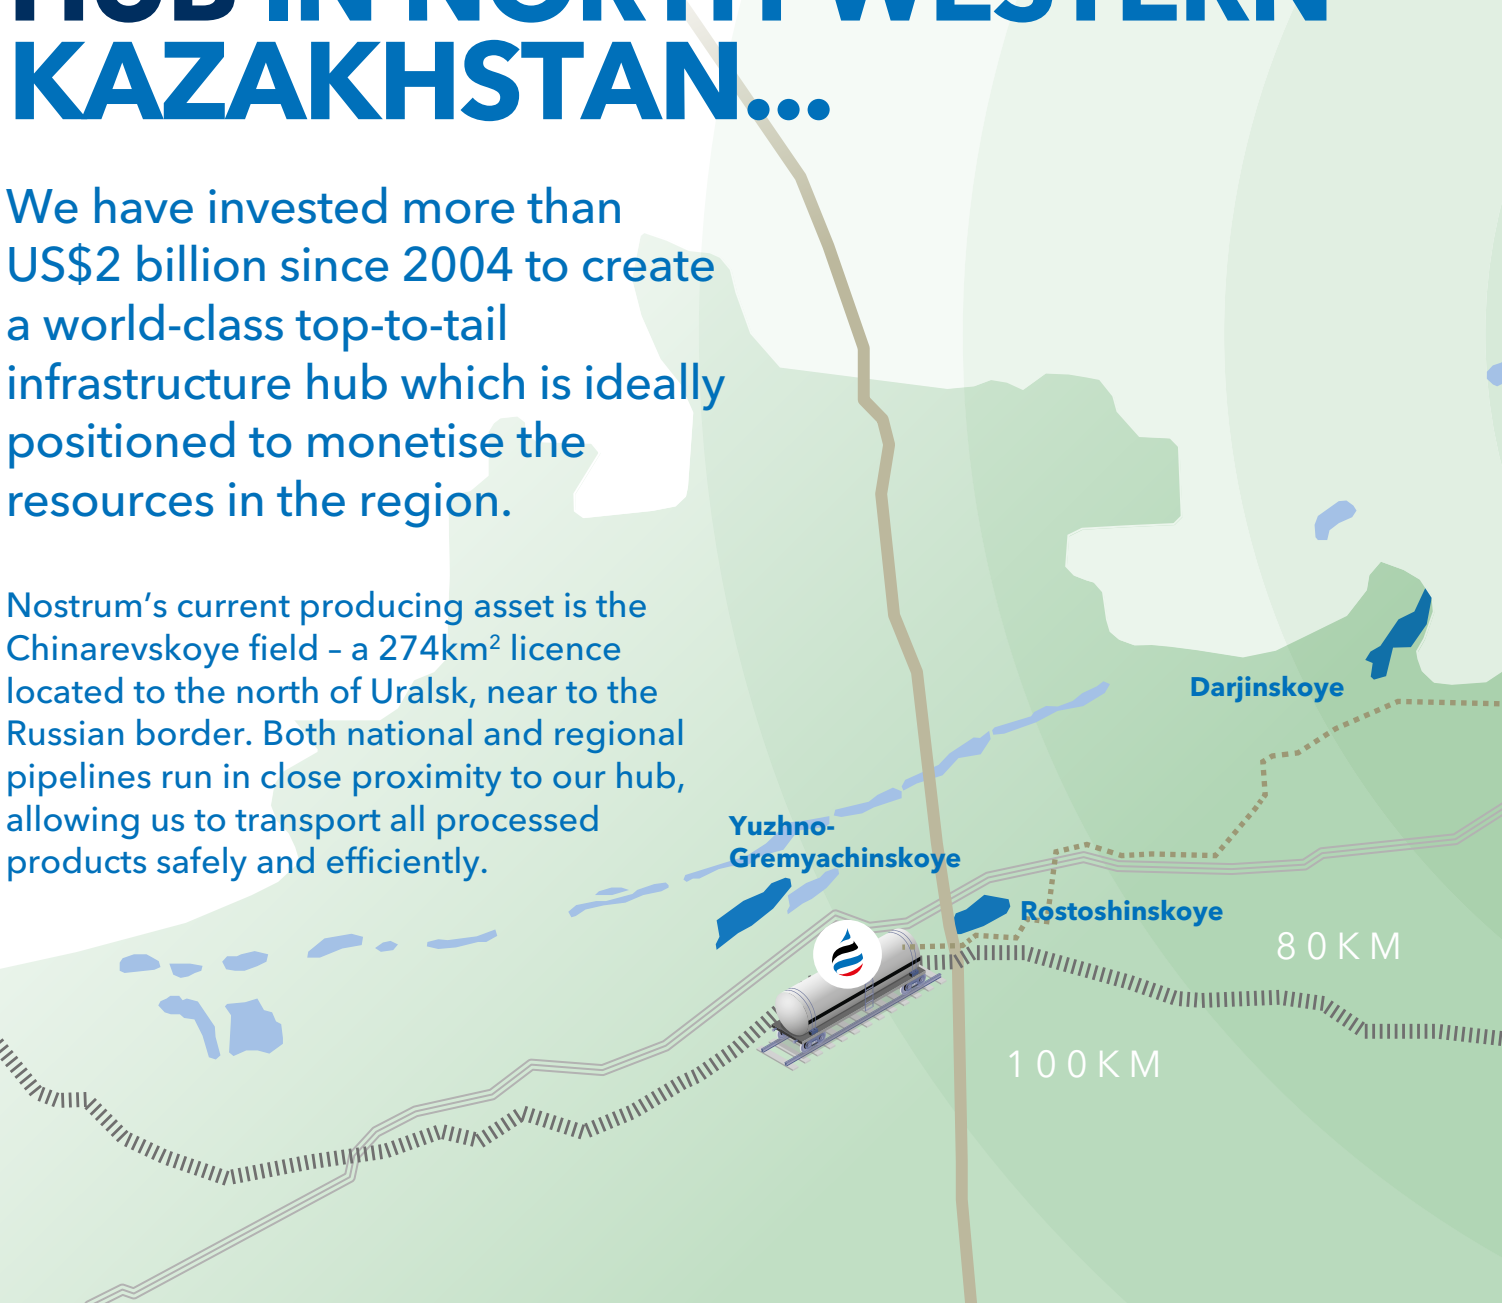 HUB IN NORTH-WESTERN
KAZAKHSTAN...
We have invested more than
US$2 billion since 2004 to create
a world-class top-to-tail
infrastructure hub which is ideally
positioned to monetise the
resources in the region.
Nostrum’s current producing asset is the
Chinarevskoye field – a 274km² licence
located to the north of Uralsk, near to the
Russian border. Both national and regional
pipelines run in close proximity to our hub,
allowing us to transport all processed
products safely and efficiently.
Darjinskoye
Yuzhno-
Gremyachinskoye
Rostoshinskoye
80KM
100KM